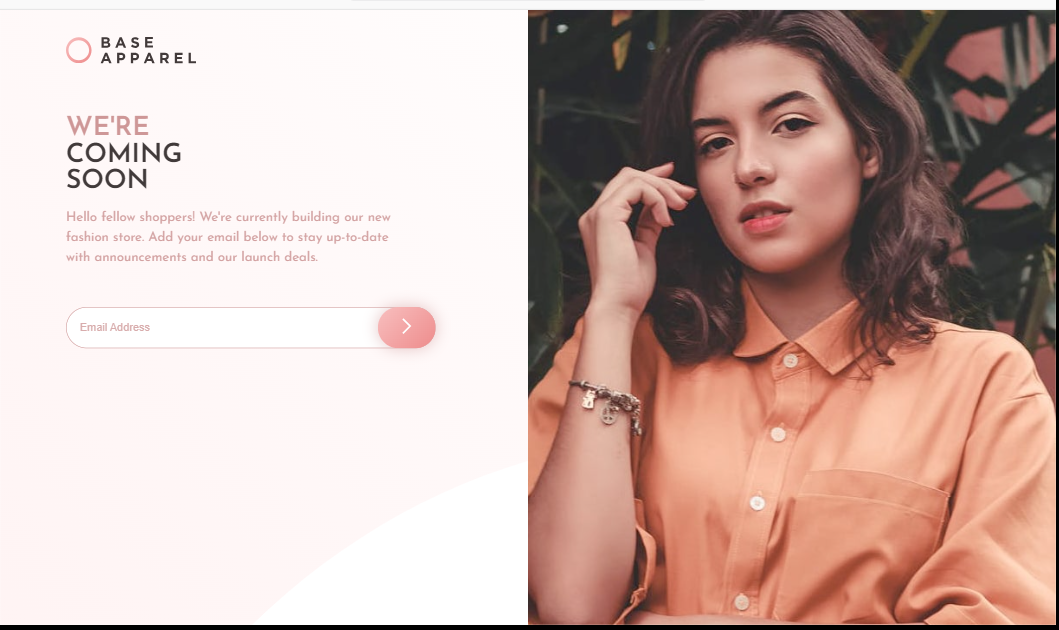 BASE
APPAREL
WE'RE
COMING
SOON
Hello fellow shoppers! We're currently building our new
fashion store. Add your email below to stay up-to-date
with announcements and our launch deals.
Email Address